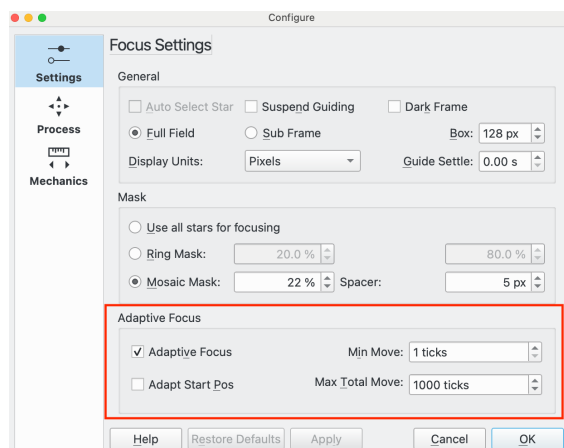 Configure
Settings
Process
Mechanics
Focus Settings
General
Auto Select Star Suspend Guiding Dark Frame
Full Field Sub Frame Box: 128 px
Display Units: Pixels Guide Settle: 0.00 s
Mask
Use all stars for focusing
Ring Mask: 20.0 % 80.0 %
Mosaic Mask: 22 % Spacer: 5 px
Adaptive Focus
Adaptive Focus Min Move: 1 ticks
Adapt Start Pos Max Total Move: 1000 ticks
Help Restore Defaults Apply Cancel OK